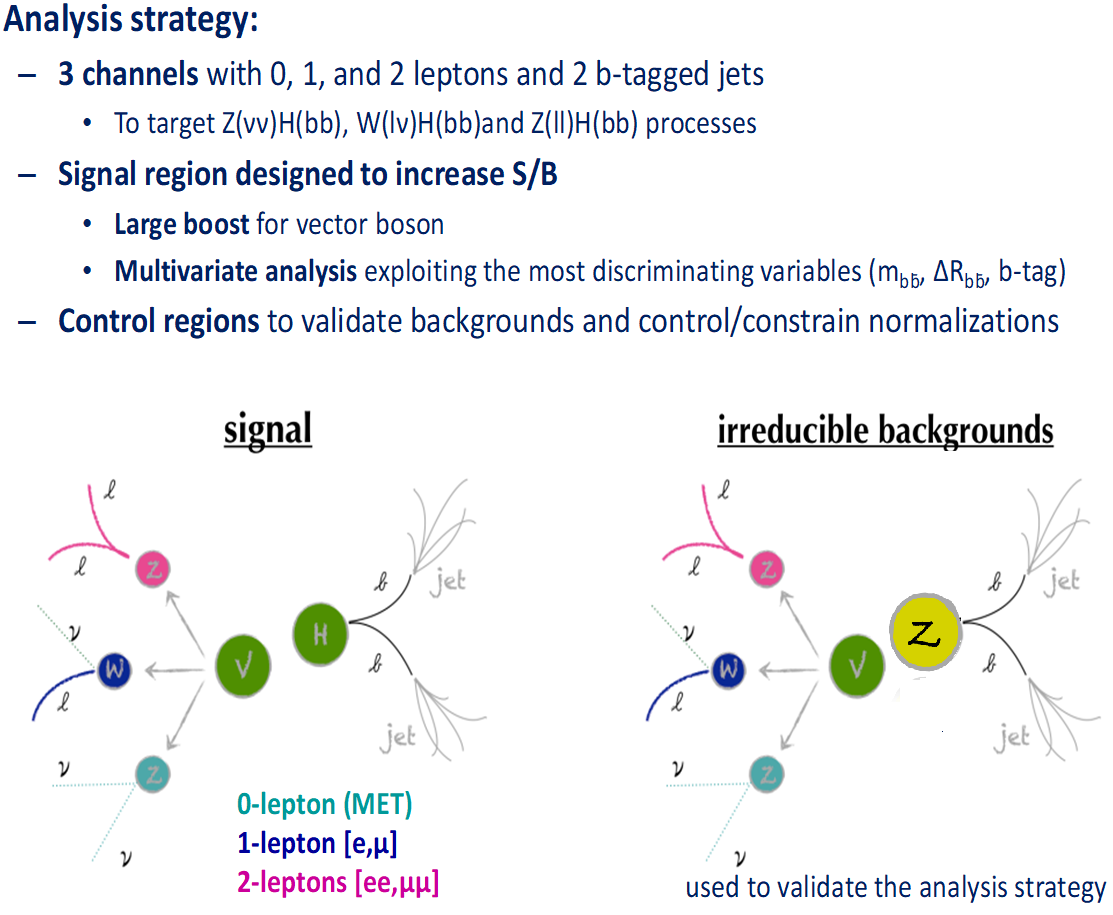 Analysis strategy:
– 3 channels with 0, 1, and 2 leptons and 2 b-tagged jets
• To target Z(νν)H(bb), W(lν)H(bb)and Z(ll)H(bb) processes
– Signal region designed to increase S/B
• Large boost for vector boson
• Multivariate analysis exploiting the most discriminating variables (m_bb̄, ΔR_bb̄, b-tag)
– Control regions to validate backgrounds and control/constrain normalizations
signal
ℓ
ℓ
Z
ν
W
ℓ
ν
Z
ν
V
H
b
b
jet
jet
0-lepton (MET)
1-lepton [e,μ]
2-leptons [ee,μμ]
irreducible backgrounds
ℓ
ℓ
Z
ν
W
ℓ
ν
Z
ν
V
Z
b
b
jet
jet
used to validate the analysis strategy